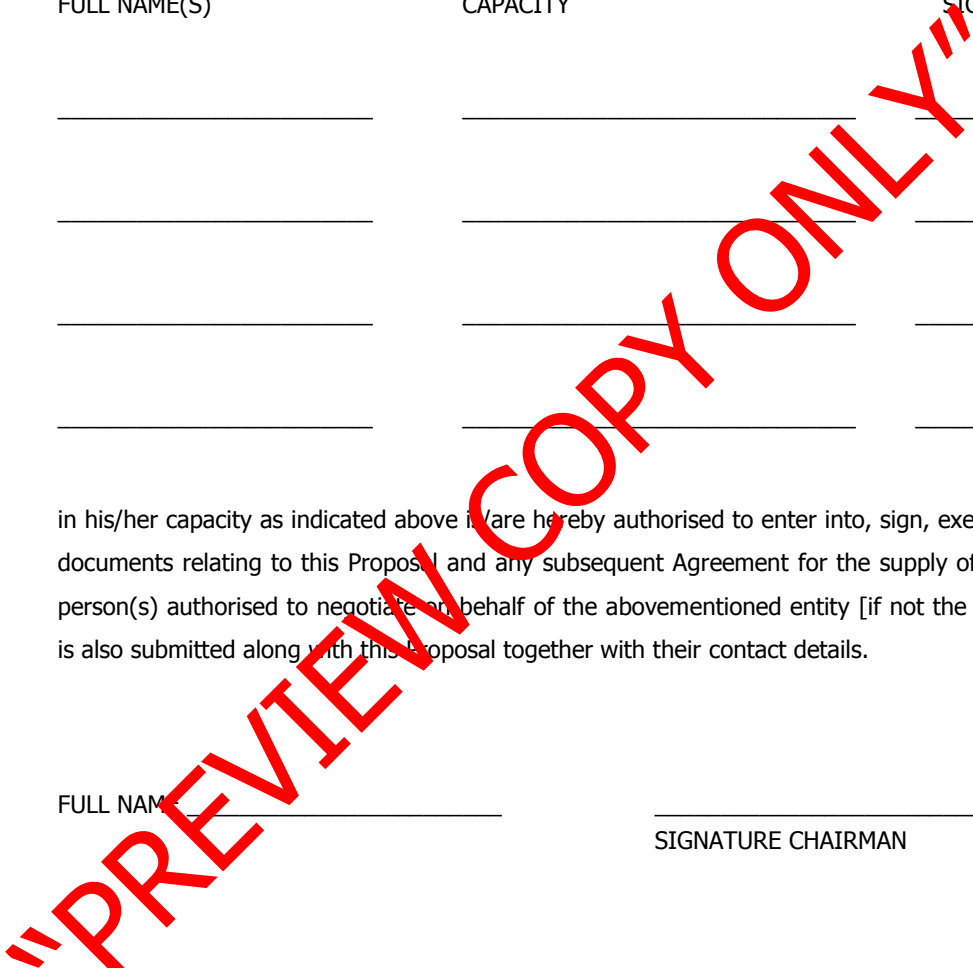 FULL NAME(S) CAPACITY
in his/her capacity as indicated above is/are hereby authorised to enter into, sign, exe
documents relating to this Proposal and any subsequent Agreement for the supply of
person(s) authorised to negotiate on behalf of the abovementioned entity [if not the
is also submitted along with this Proposal together with their contact details.
FULL NAME
SIGNATURE CHAIRMAN
"PREVIEW COPY ONLY"